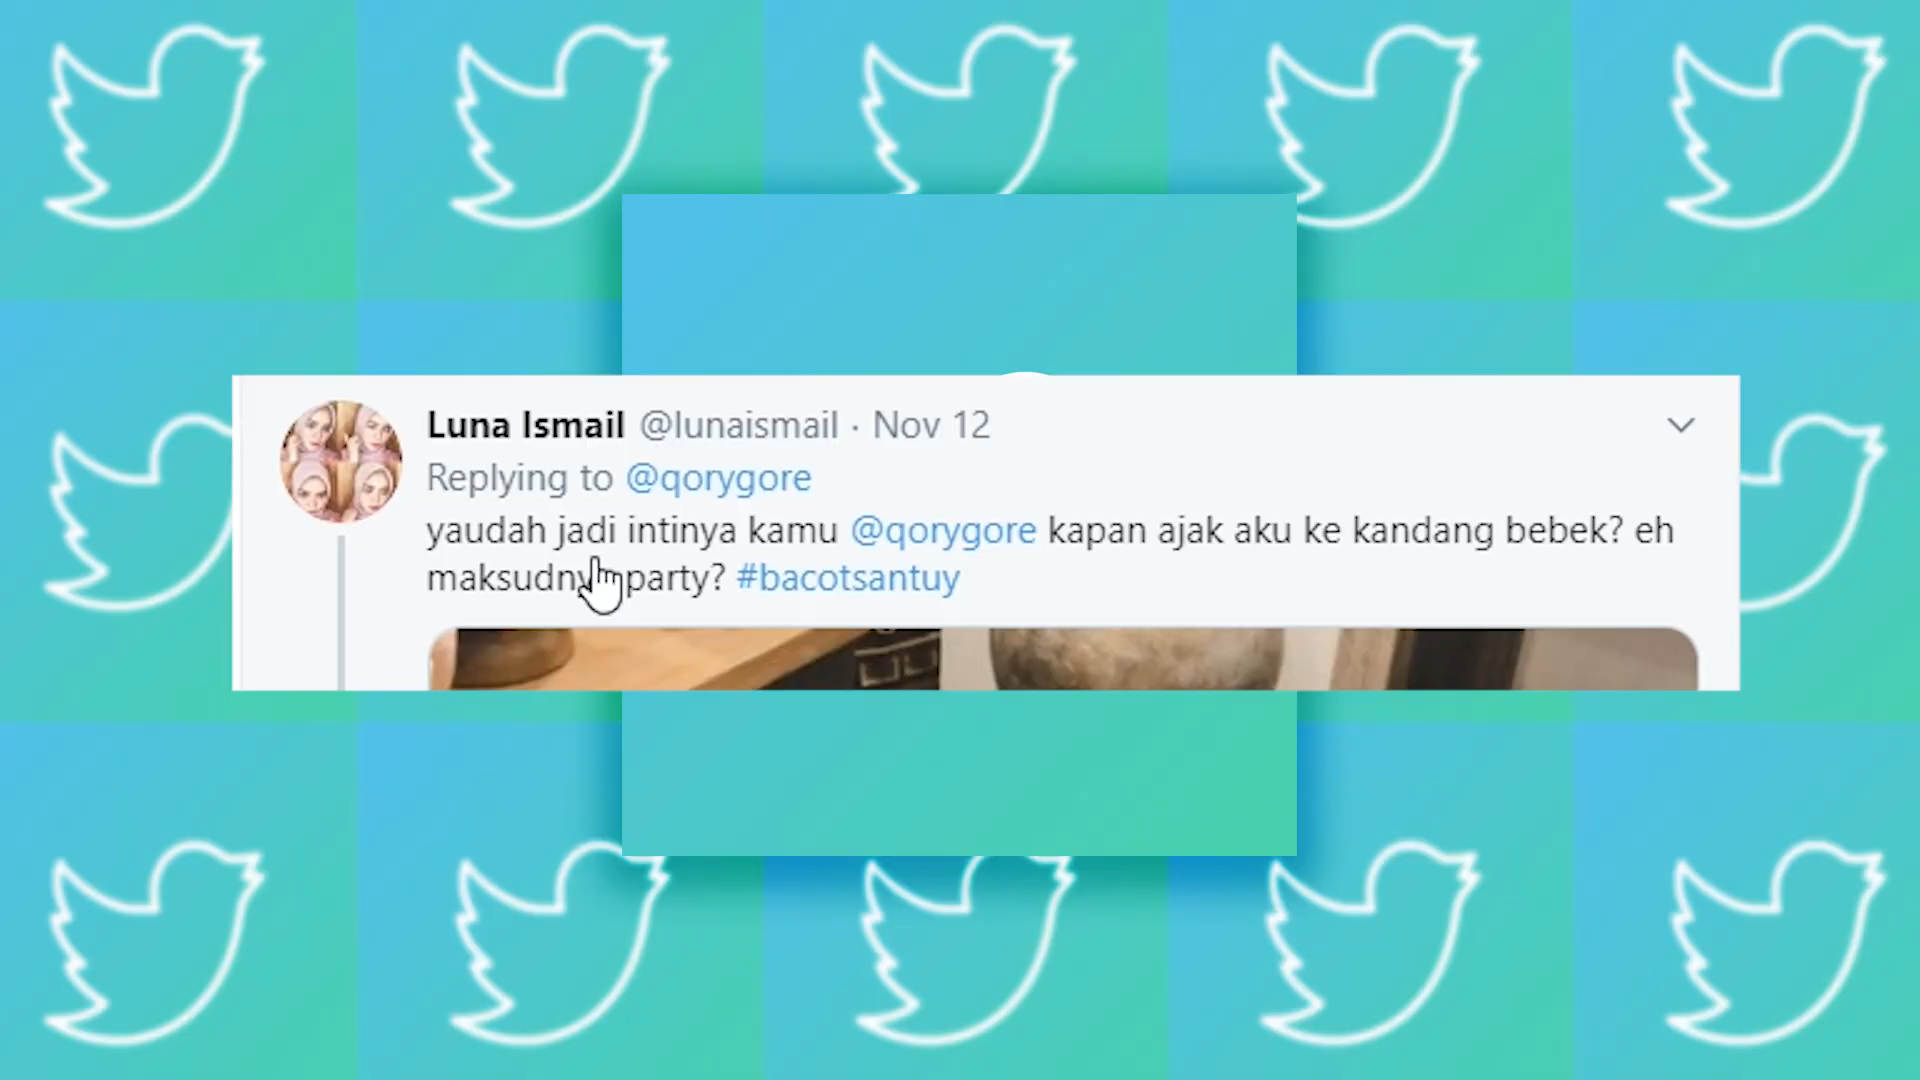 Luna Ismail @lunaismail · Nov 12
Replying to @qorygore
yaudah jadi intinya kamu @qorygore kapan ajak aku ke kandang bebek? eh
party? #bacotsantuy